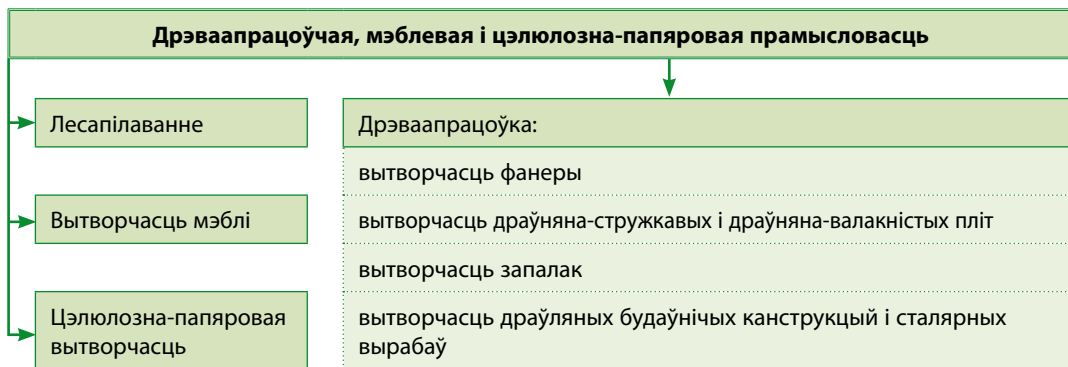 Дрэваапрацоўчая, мэблевая і цэлюлозна-папяровая прамысловасць
Лесапілаванне
Вытворчасць мэблі
Цэлюлозна-папяровая
вытворчасць
Дрэваапрацоўка:
вытворчасць фанеры
вытворчасць драўняна-стружкавых і драўняна-валакністых пліт
вытворчасць запалак
вытворчасць драўляных будаўнічых канструкцый і сталярных
вырабаў